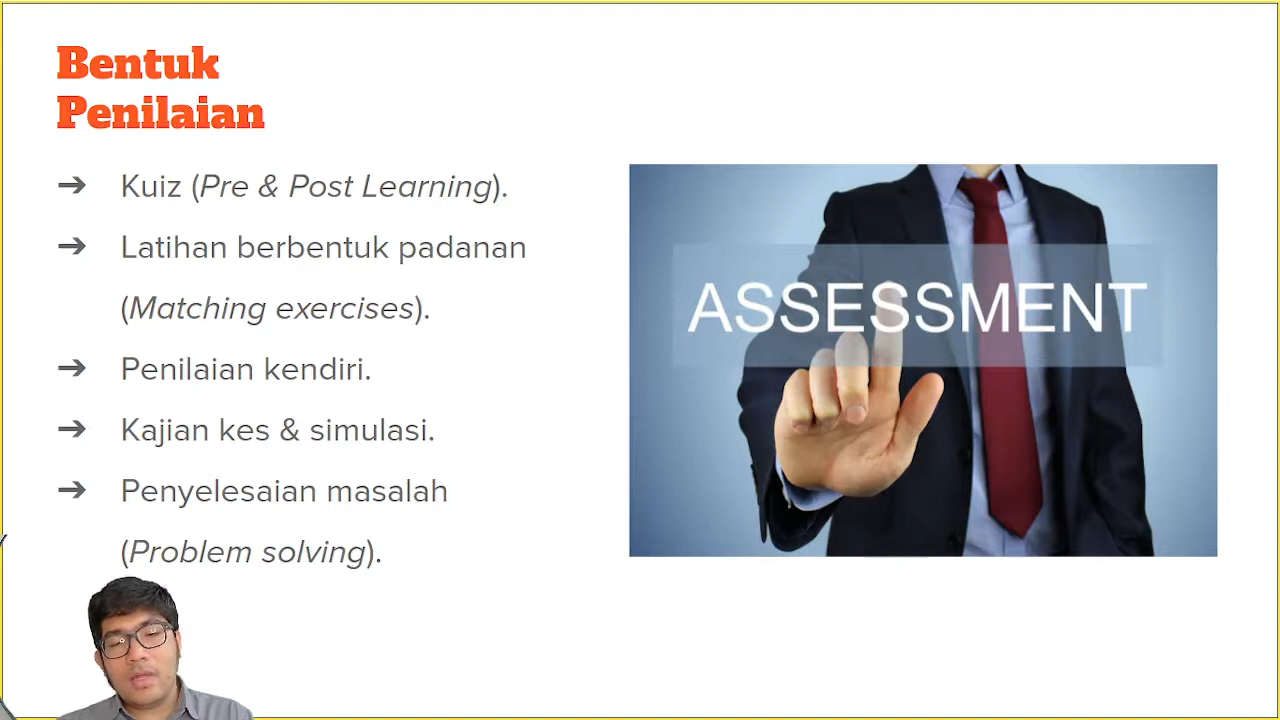 Bentuk
Penilaian
➔ Kuiz (Pre & Post Learning).
➔ Latihan berbentuk padanan
(Matching exercises).
➔ Penilaian kendiri.
➔ Kajian kes & simulasi.
➔ Penyelesaian masalah
(Problem solving).
ASSESSMENT